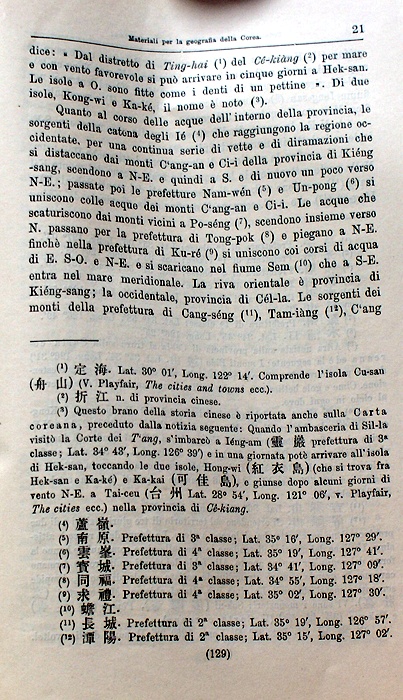 Materiali per la geografia della Corea. 21
dice: « Dal distretto di Ting-hai (¹) del Cê-kiàng (²) per mare
e con vento favorevole si può arrivare in cinque giorni a Hek-san.
Le isole a O. sono fitte come i denti di un pettine ». Di due
isole, Kong-wi e Ka-ké, il nome è noto (³).
Quanto al corso delle acque dell'interno della provincia, le
sorgenti della catena degli Ié (⁴) che raggiungono la regione oc-
cidentate, per una continua serie di vette e di diramazioni che
si distaccano dai monti C'ang-an e Ci-i della provincia di Kiéng
-sang, scendono a N-E. e quindi a S. e di nuovo un poco verso
N-E.; passate poi le prefetture Nam-wén (⁵) e Un-pong (⁶) si
uniscono colle acque dei monti C'ang-an e Ci-i. Le acque che
scaturiscono dai monti vicini a Po-séng (⁷), scendono insieme verso
N. passano per la prefettura di Tong-pok (⁸) e piegano a N-E.
finchè nella prefettura di Ku-ré (⁹) si uniscono coi corsi di acqua
di E. S-O. e N-E. e si scaricano nel fiume Sem (¹⁰) che a S-E.
entra nel mare meridionale. La riva orientale è provincia di
Kiéng-sang; la occidentale, provincia di Cél-la. Le sorgenti dei
monti della prefettura di Cang-séng (¹¹), Tam-iàng (¹²), C'ang
(¹) 定海. Lat. 30° 01', Long. 122° 14'. Comprende l'isola Cu-san
(舟山) (V. Playfair, The cities and towns ecc.).
(²) 折江 n. di provincia cinese.
(³) Questo brano della storia cinese è riportata anche sulla Carta
coreana, preceduto dalla notizia seguente: Quando l'ambasceria di Sil-la
visitò la Corte dei T'ang, s'imbarcò a Iéng-am (靈巖 prefettura di 3ª
classe; Lat. 34° 43', Long. 126° 39') e in una giornata potè arrivare all'isola
di Hek-san, toccando le due isole, Hong-wi (紅衣島) (che si trova fra
Hek-san e Ka-ké) e Ka-kai (可佳島), e giunse dopo alcuni giorni di
vento N-E. a Tai-ceu (台州 Lat. 28° 54', Long. 121° 06', v. Playfair,
The cities ecc.) nella provincia di Cê-kiang.
(⁴) 蘆嶺.
(⁵) 南原. Prefettura di 3ª classe; Lat. 35° 16', Long. 127° 29'.
(⁶) 雲峯. Prefettura di 4ª classe; Lat. 35° 19', Long. 127° 41'.
(⁷) 寶城. Prefettura di 3ª classe; Lat. 34° 41', Long. 127° 09'.
(⁸) 同福. Prefettura di 4ª classe; Lat. 34° 55', Long. 127° 18'.
(⁹) 求禮. Prefettura di 4ª classe; Lat. 35° 02', Long. 127° 30'.
(¹⁰) 蟾江.
(¹¹) 長城. Prefettura di 2ª classe; Lat. 35° 19', Long. 126° 57'.
(¹²) 潭陽. Prefettura di 2ª classe; Lat. 35° 15', Long. 127° 02'.
(129)